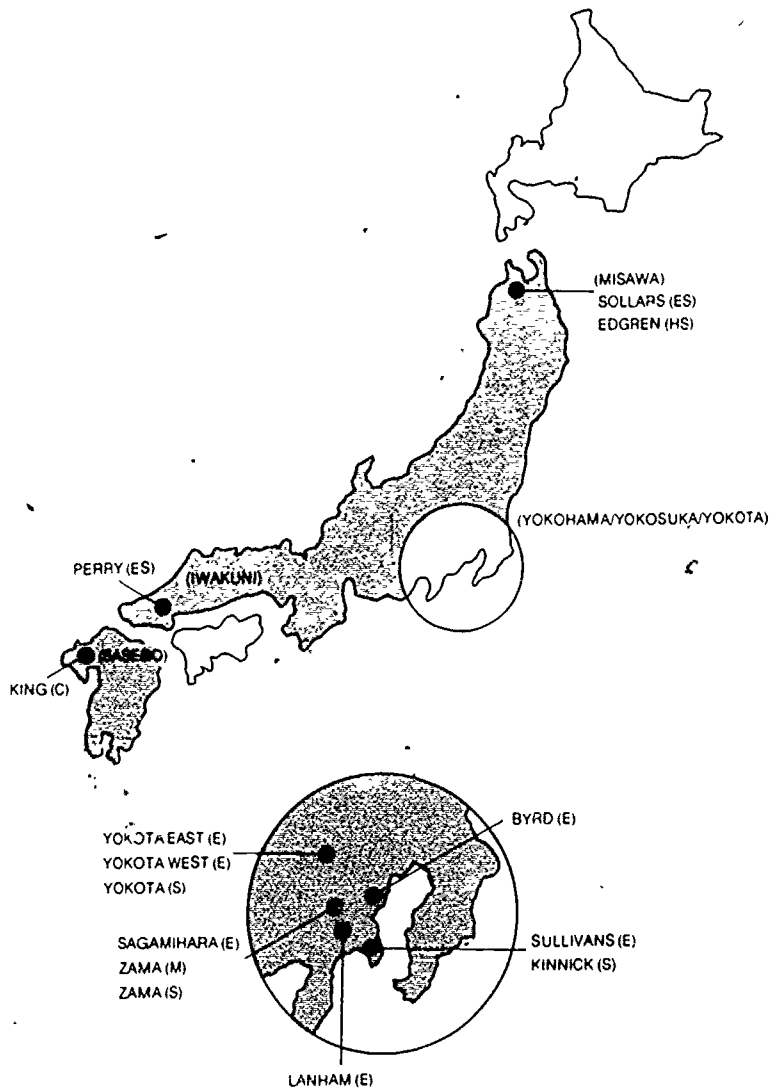 (MISAWA)
SOLLARS (ES)
EDGREN (HS)
(YOKOHAMA/YOKOSUKA/YOKOTA)
PERRY (ES)
(IWAKUNI)
(SASEBO)
KING (C)
BYRD (E)
YOKOTA EAST (E)
YOKOTA WEST (E)
YOKOTA (S)
SAGAMIHARA (E)
ZAMA (M)
ZAMA (S)
SULLIVANS (E)
KINNICK (S)
LANHAM (E)